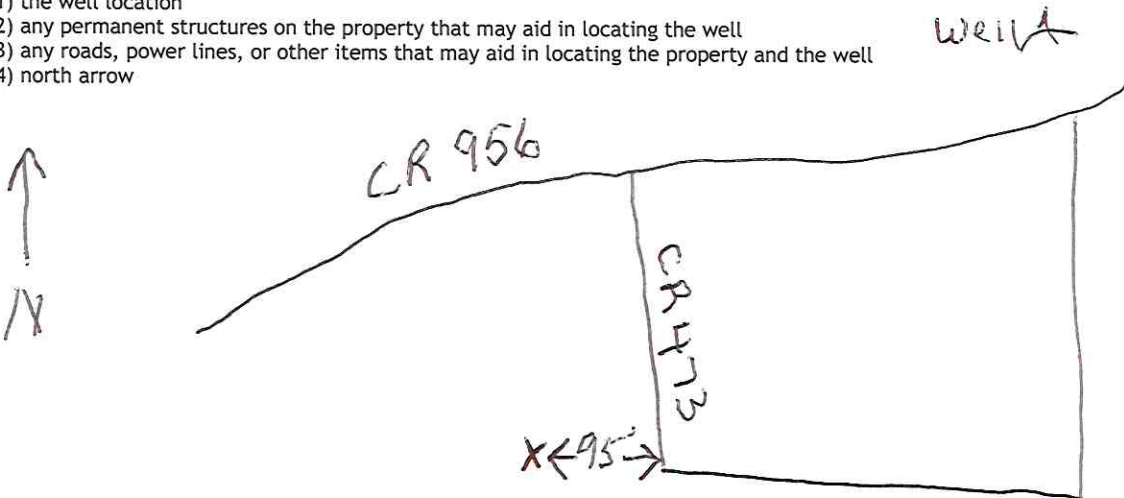 1) the well location
2) any permanent structures on the property that may aid in locating the well
3) any roads, power lines, or other items that may aid in locating the property and the well
4) north arrow
Well A
CR 956
N
CR 473
X 95'